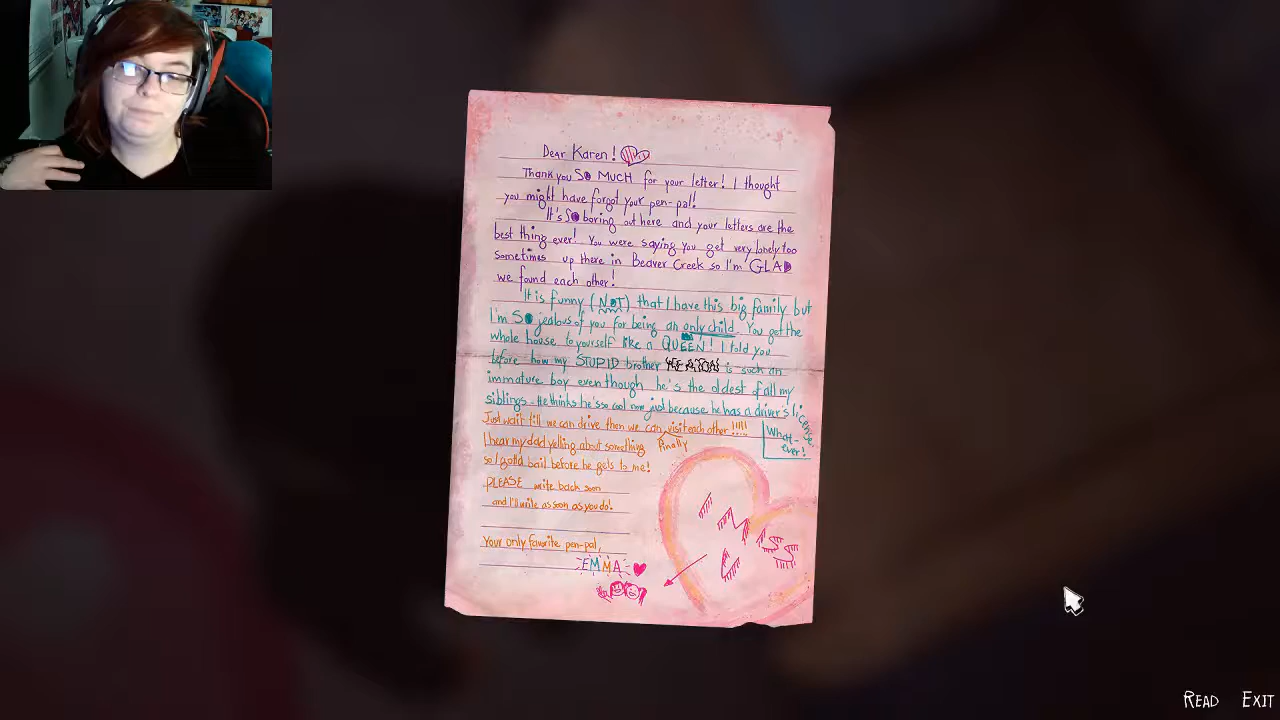 Dear Karen!
Thank you SO MUCH for your letter! I thought
you might have forgot your pen-pal!
It's So boring out here and your letters are the
best thing ever! You were saying you get very lonely too
sometimes up there in Beaver Creek so I'm GLAD
we found each other!
It is funny (NOT) that I have this big family but
I'm SO jealous of you for being an only child. You get the
whole house to yourself like a QUEEN! I told you
before how my STUPID brother is such an
immature boy even though he's the oldest of all my
siblings. He thinks he's so cool now just because he has a driver's license
What-
ever!
Just wait till we can drive then we can visit each other!!!!!
finally
I hear my dad yelling about something
so I gotta bail before he gets to me!
PLEASE write back soon
and I'll write as soon as you do!
Your only favorite pen-pal,
EMMA
MISS
U
READ EXIT